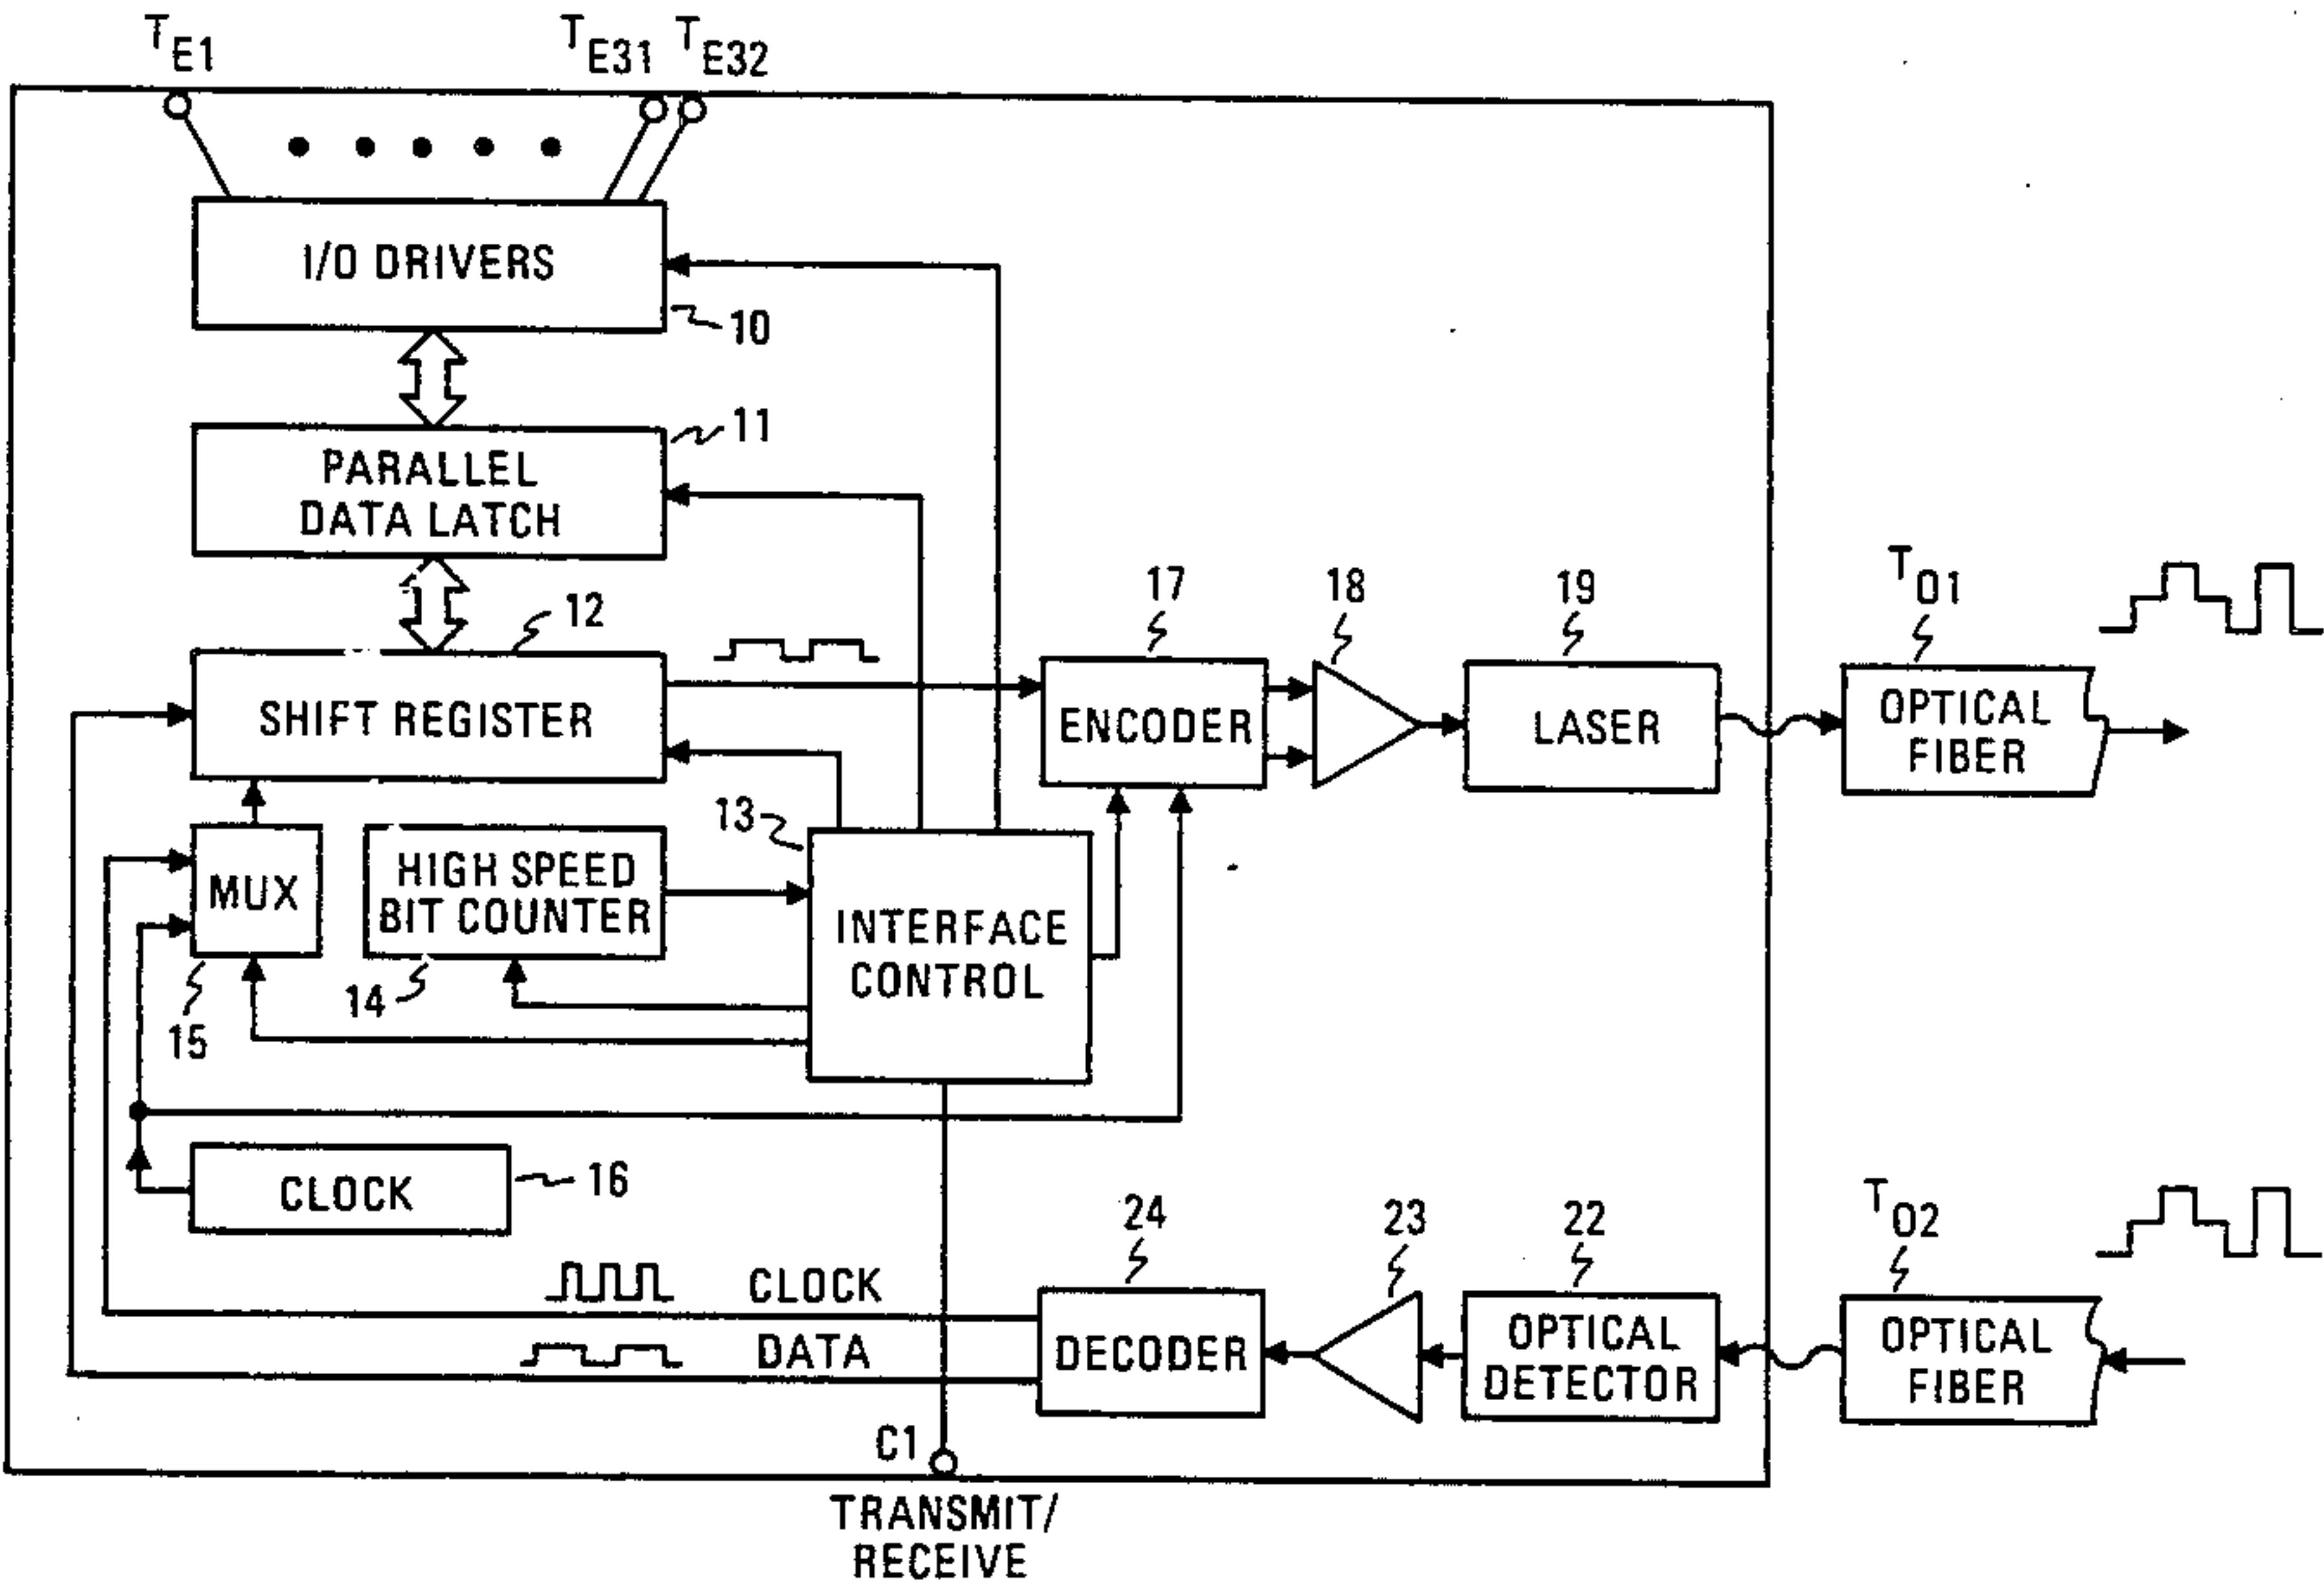 TE1
TE31 TE32
I/O DRIVERS
10
11
PARALLEL
DATA LATCH
12
17
18
19
TO1
SHIFT REGISTER
ENCODER
LASER
OPTICAL
FIBER
13
MUX
HIGH SPEED
BIT COUNTER
INTERFACE
CONTROL
14
15
CLOCK
16
24
23
22
TO2
CLOCK
DATA
DECODER
OPTICAL
DETECTOR
OPTICAL
FIBER
C1
TRANSMIT/
RECEIVE